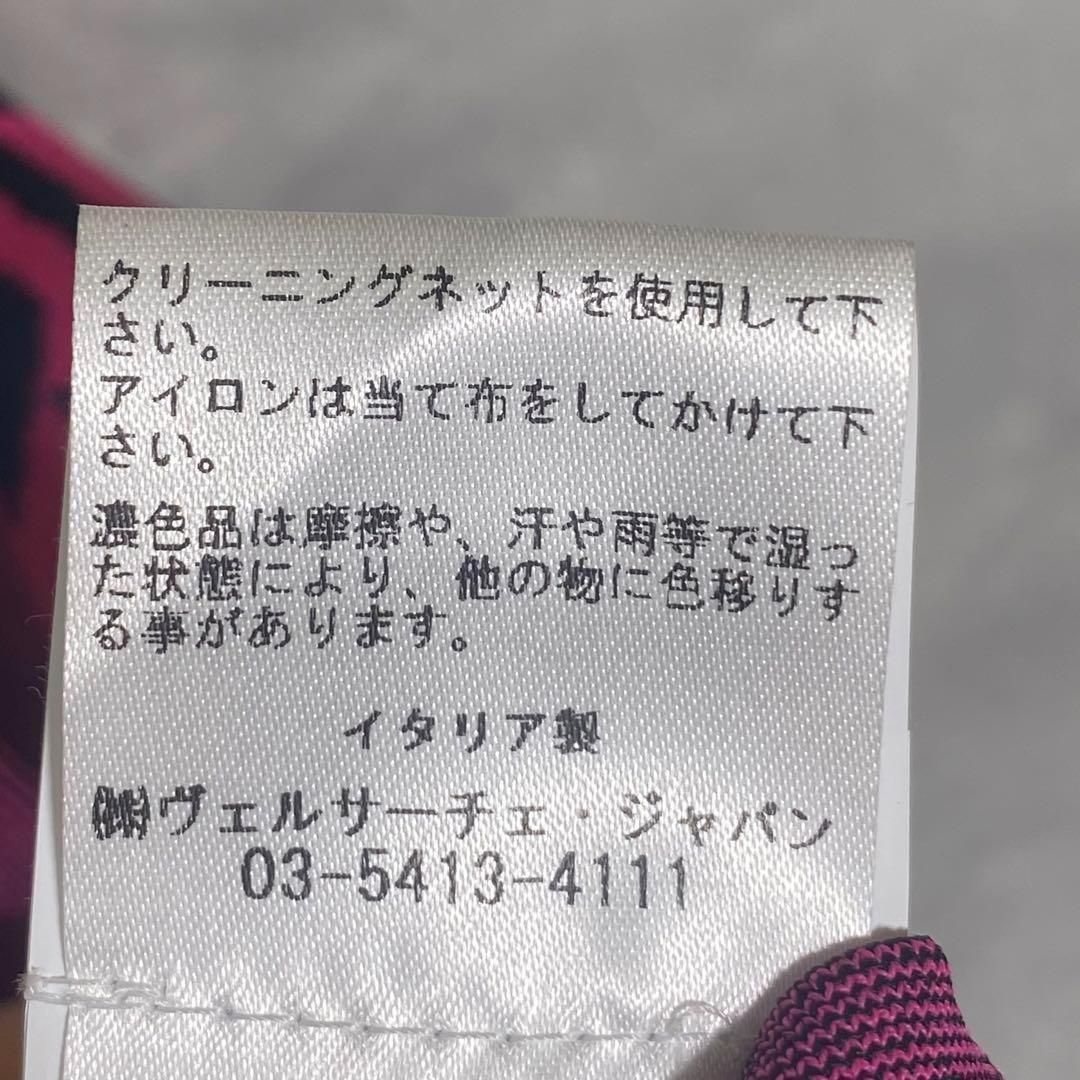 クリーニングネットを使用して下
さい。
アイロンは当て布をしてかけて下
さい。
濃色品は摩擦や、汗や雨等で湿っ
た状態により、他の物に色移りす
る事があります。
イタリア製
㈱ヴェルサーチェ・ジャパン
03-5413-4111